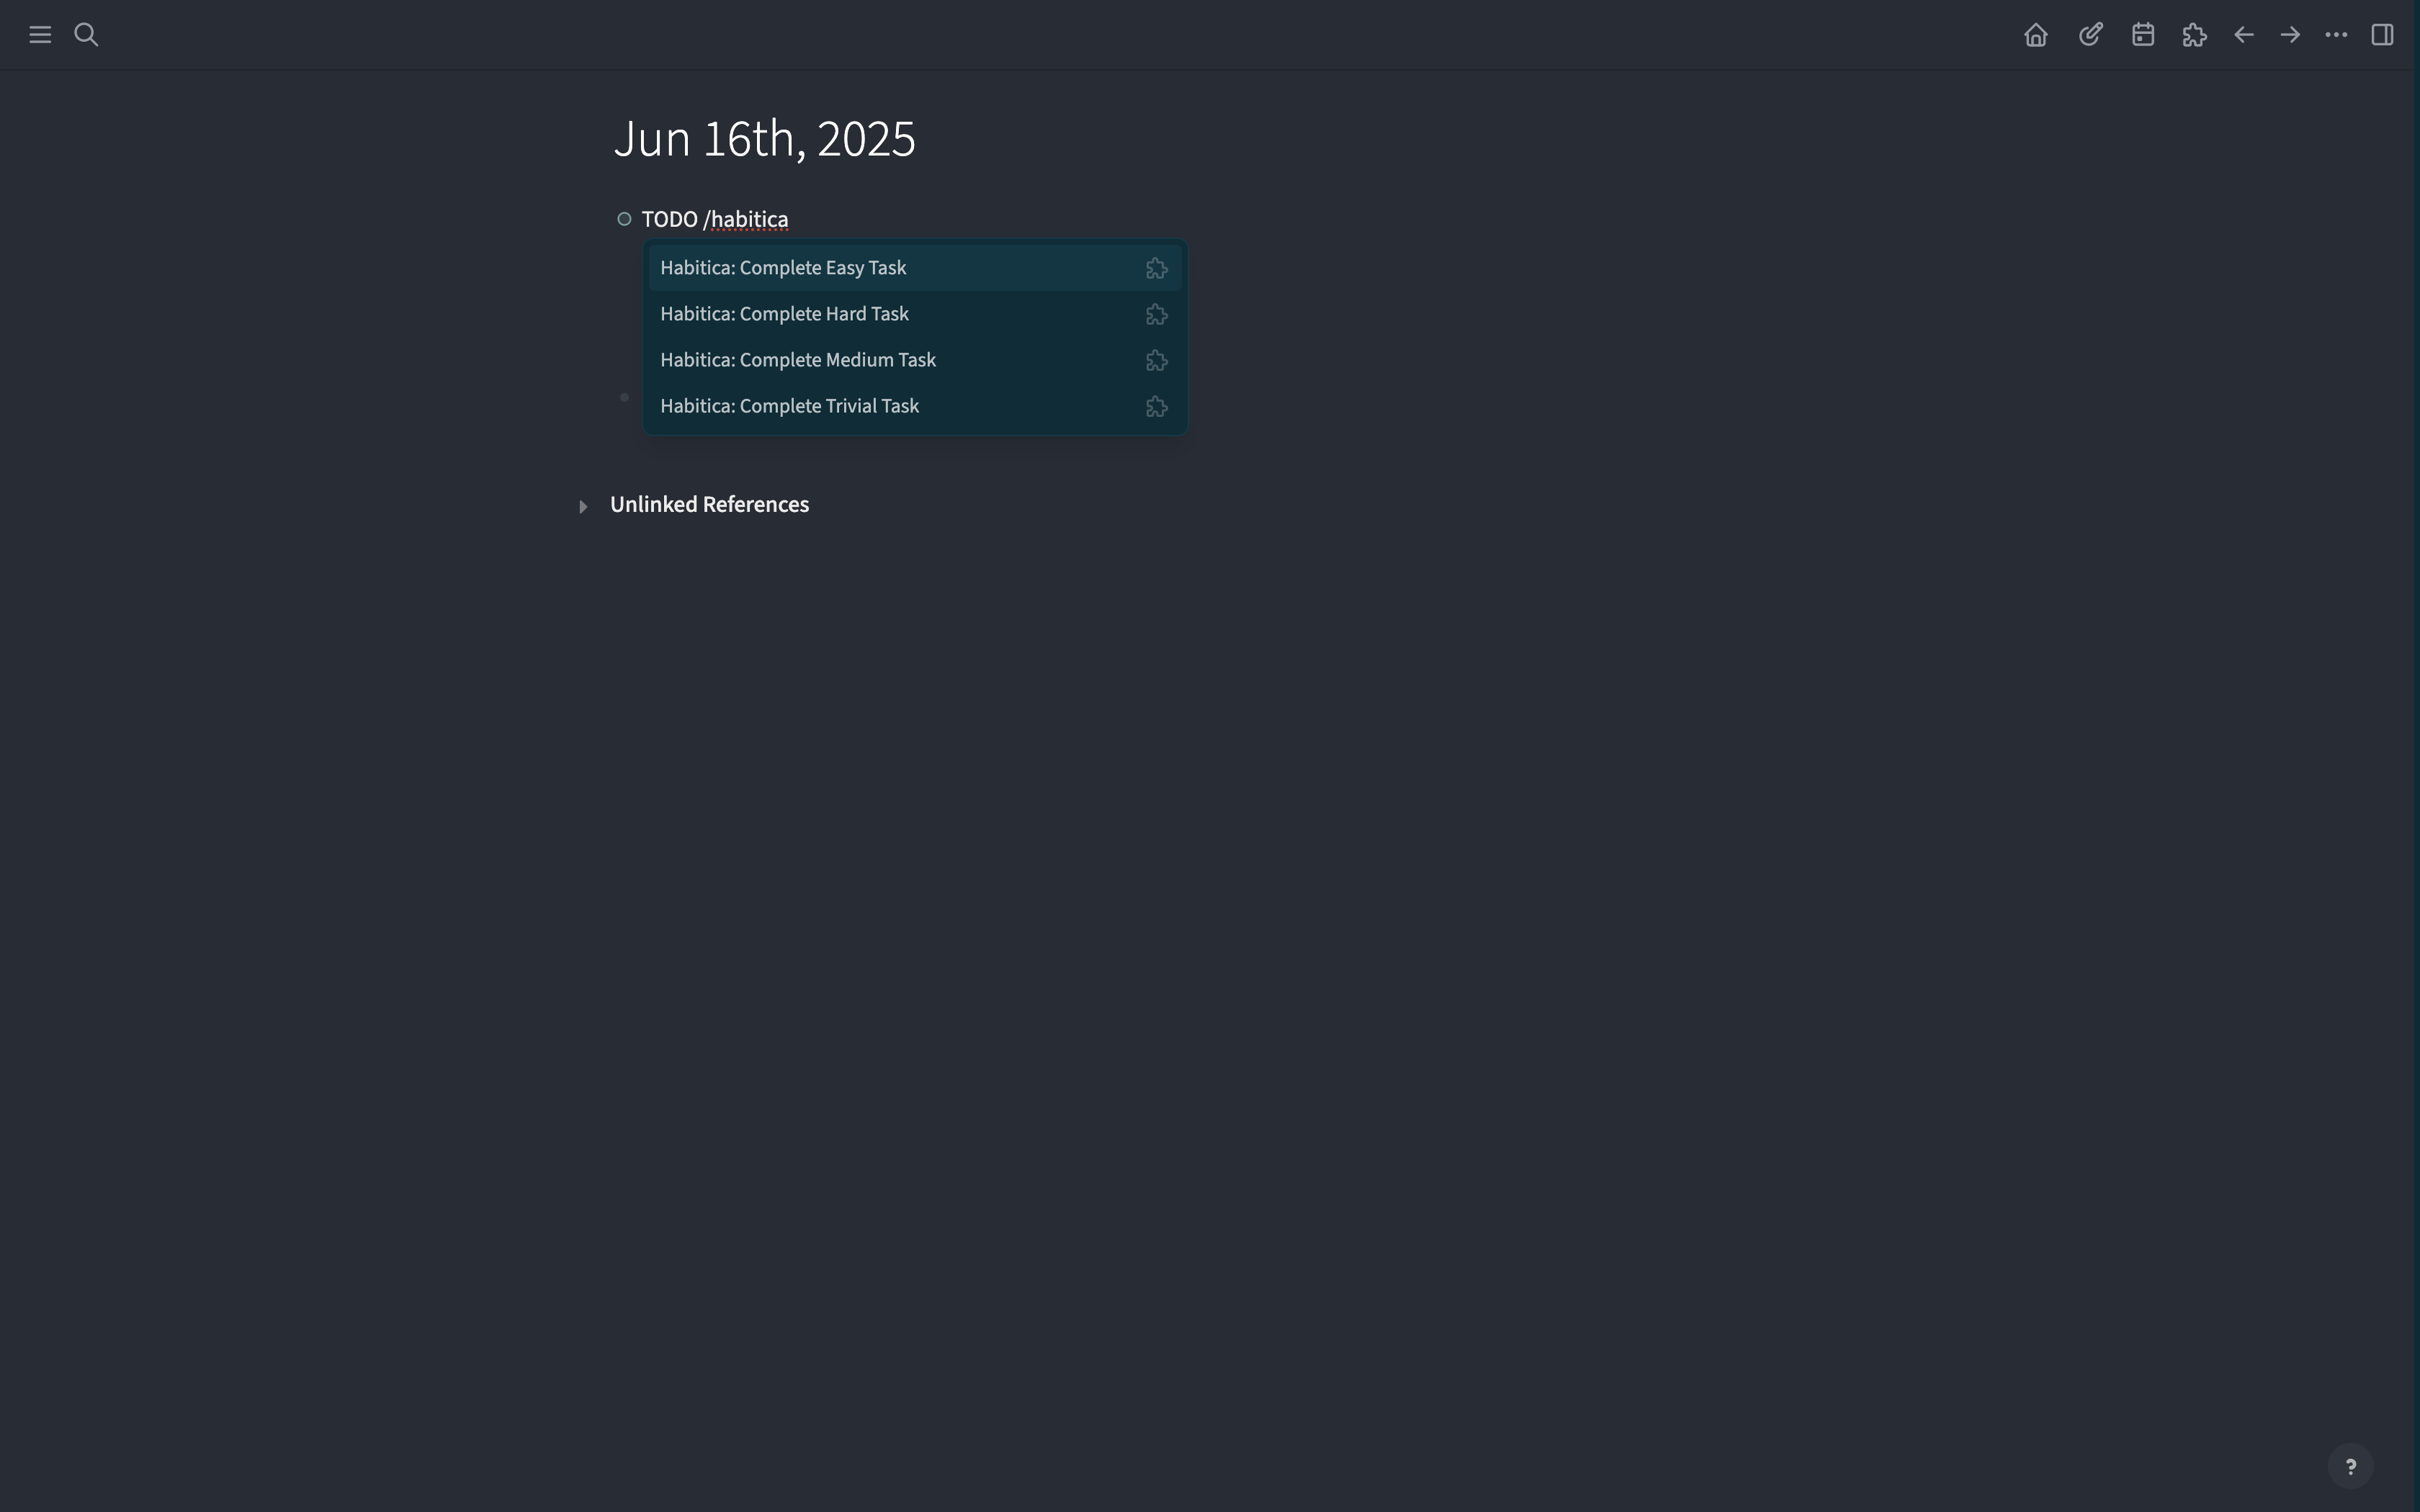 Jun 16th, 2025
TODO /habitica
Habitica: Complete Easy Task
Habitica: Complete Hard Task
Habitica: Complete Medium Task
Habitica: Complete Trivial Task
Unlinked References
?